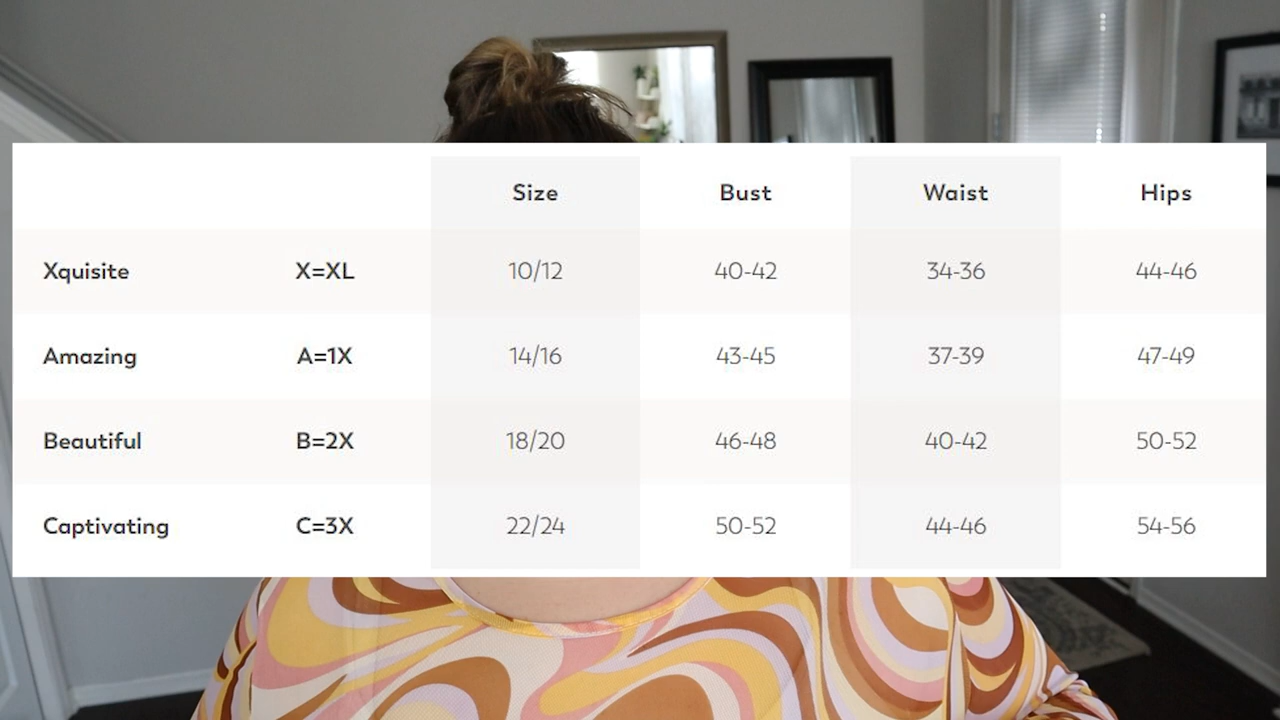 Size Bust Waist Hips
Xquisite X=XL 10/12 40-42 34-36 44-46
Amazing A=1X 14/16 43-45 37-39 47-49
Beautiful B=2X 18/20 46-48 40-42 50-52
Captivating C=3X 22/24 50-52 44-46 54-56